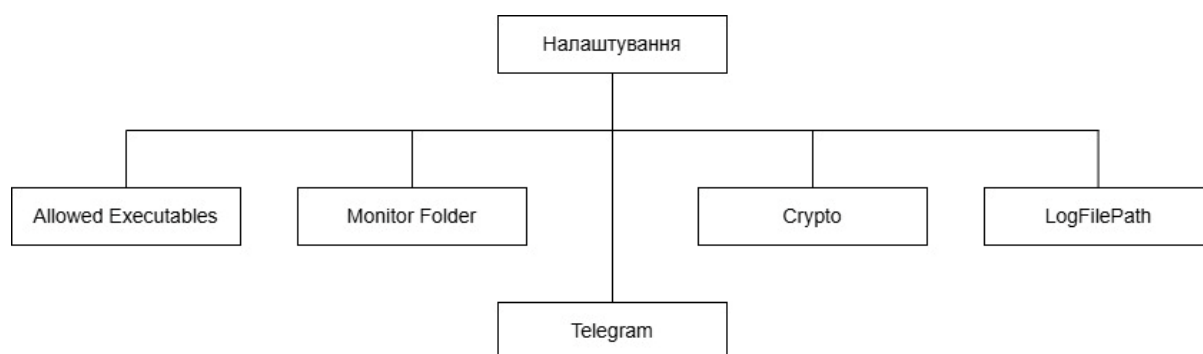 Налаштування
Allowed Executables
Monitor Folder
Crypto
LogFilePath
Telegram